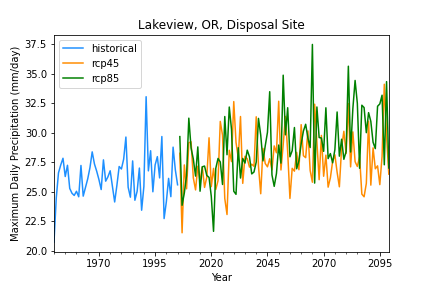 Lakeview, OR, Disposal Site
Maximum Daily Precipitation (mm/day)
37.5
35.0
32.5
30.0
27.5
25.0
22.5
20.0
historical
rcp45
rcp85
1970 1995 2020 2045 2070 2095
Year